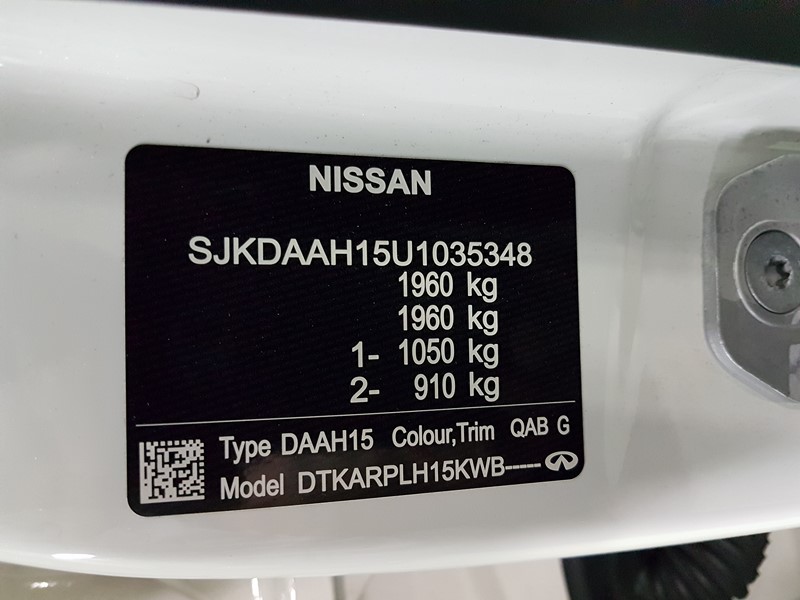 NISSAN
SJKDAAH15U1035348
1960 kg
1960 kg
1- 1050 kg
2- 910 kg
Type DAAH15 Colour,Trim QAB G
Model DTKARPLH15KWB-----